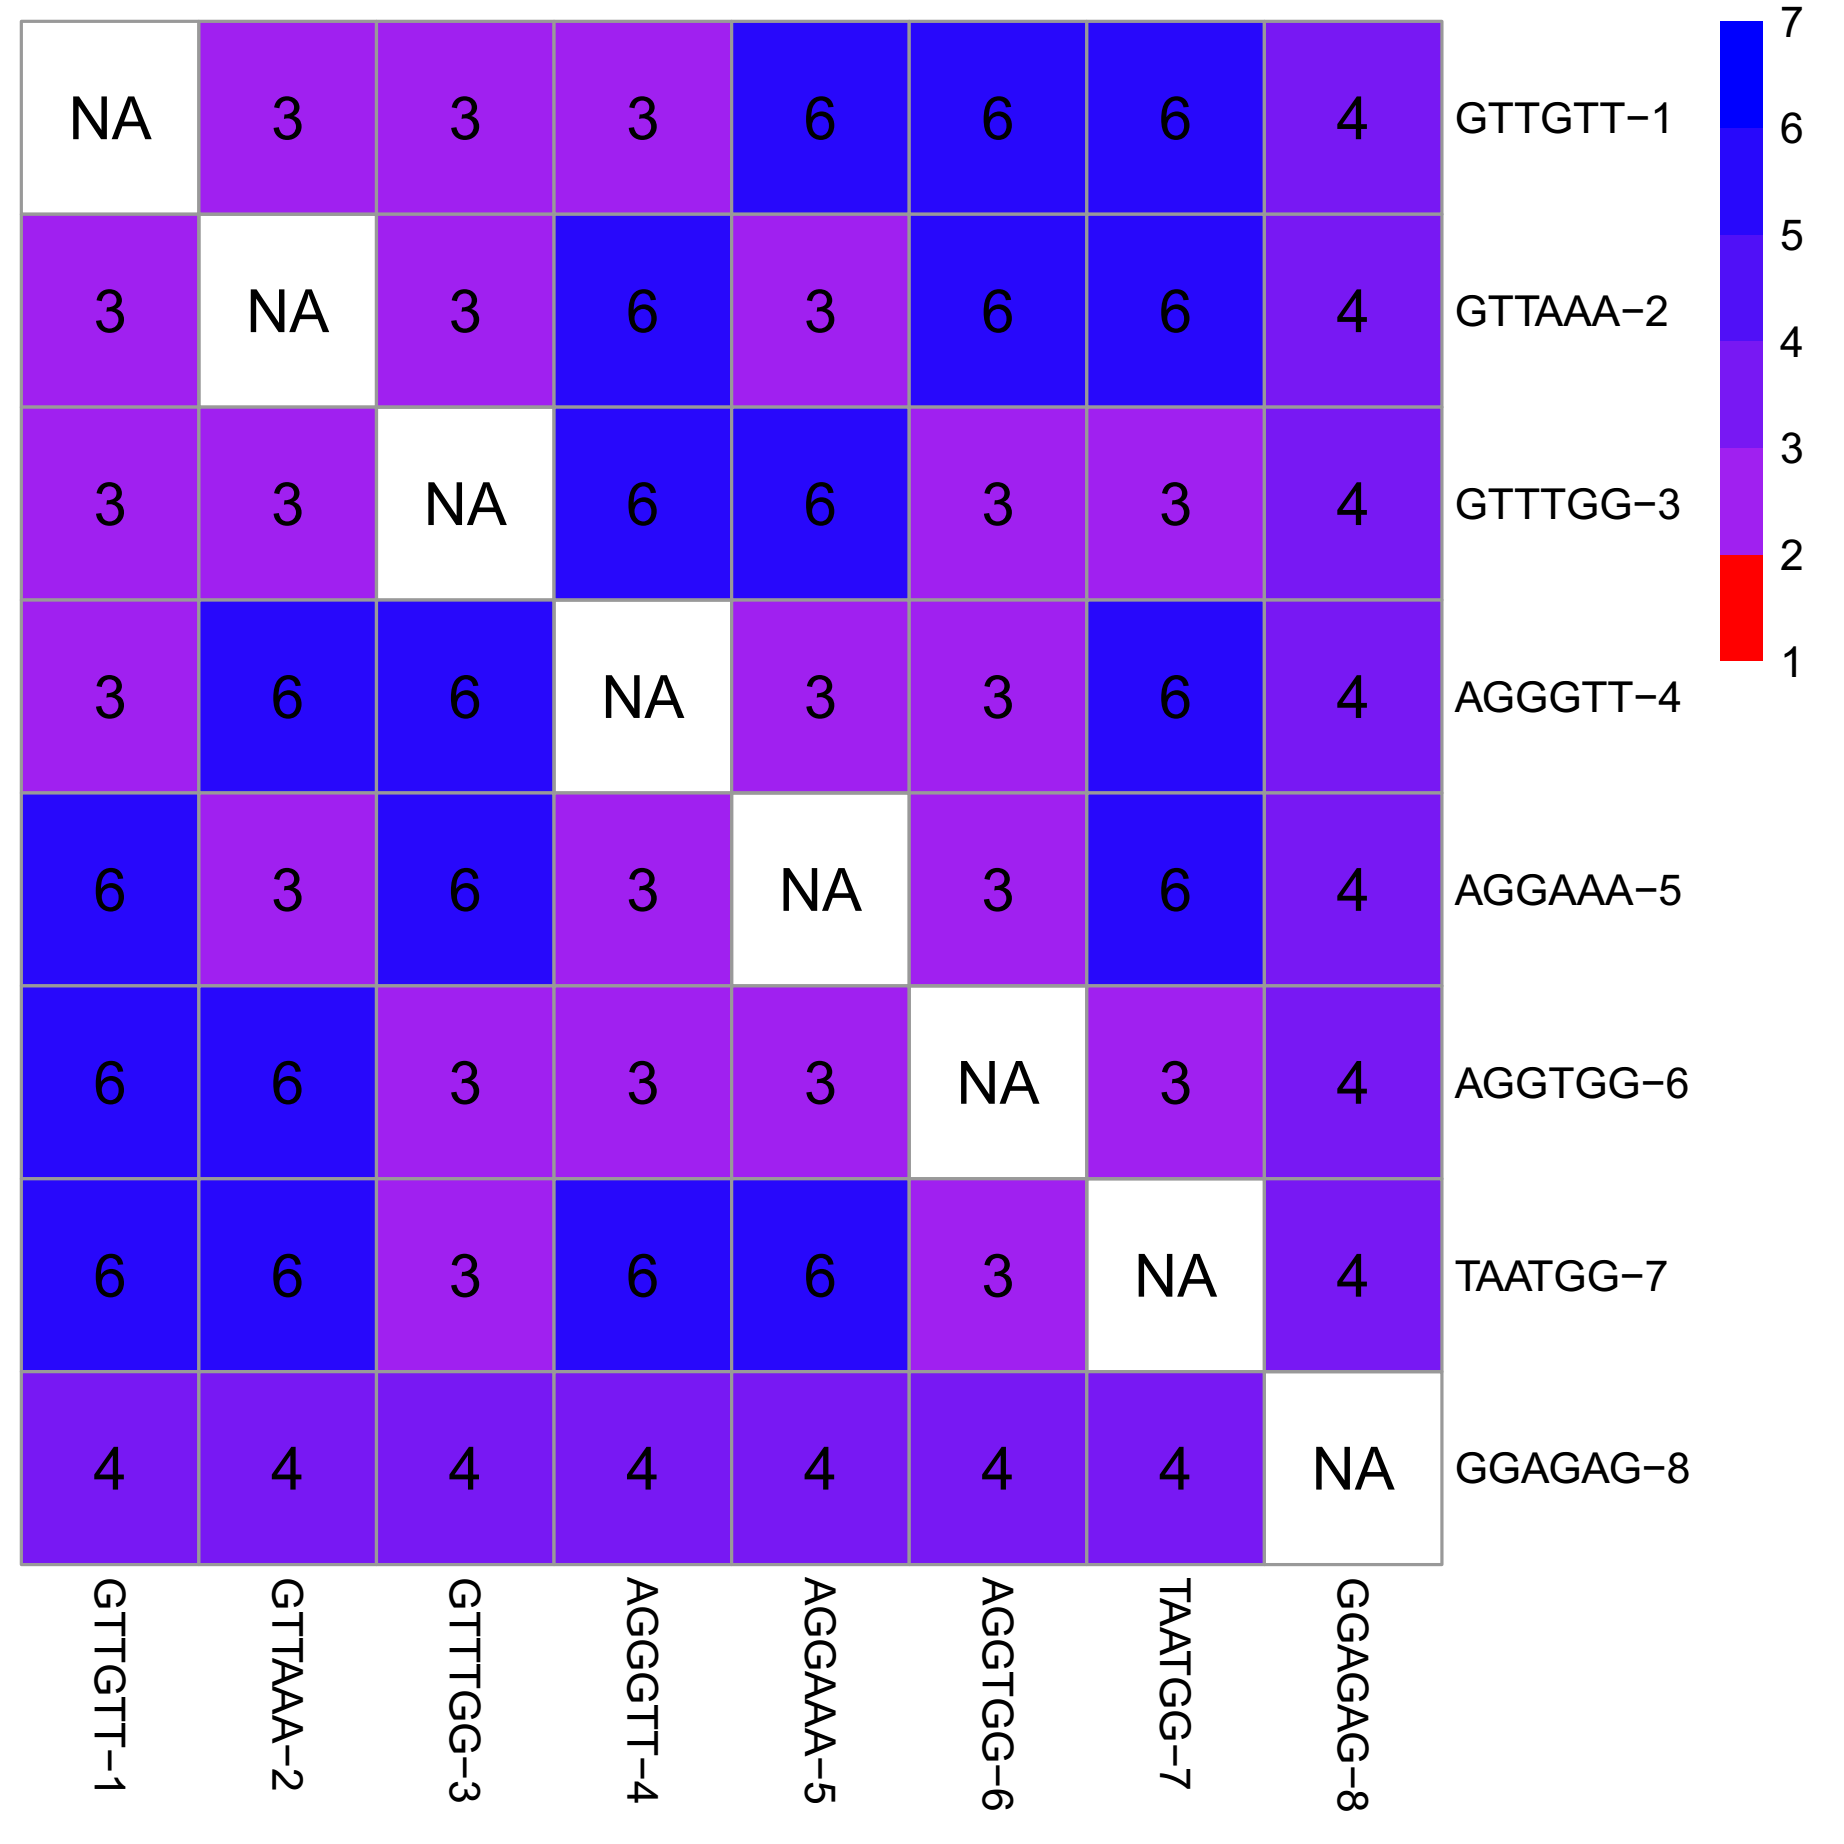 NA 3 3 3 6 6 6 4 GTTGTT−1
3 NA 3 6 3 6 6 4 GTTAAA−2
3 3 NA 6 6 3 3 4 GTTTGG−3
3 6 6 NA 3 3 6 4 AGGGTT−4
6 3 6 3 NA 3 6 4 AGGAAA−5
6 6 3 3 3 NA 3 4 AGGTGG−6
6 6 3 6 6 3 NA 4 TAATGG−7
4 4 4 4 4 4 4 NA GGAGAG−8
GTTGTT−1
GTTAAA−2
GTTTGG−3
AGGGTT−4
AGGAAA−5
AGGTGG−6
TAATGG−7
GGAGAG−8
7
6
5
4
3
2
1